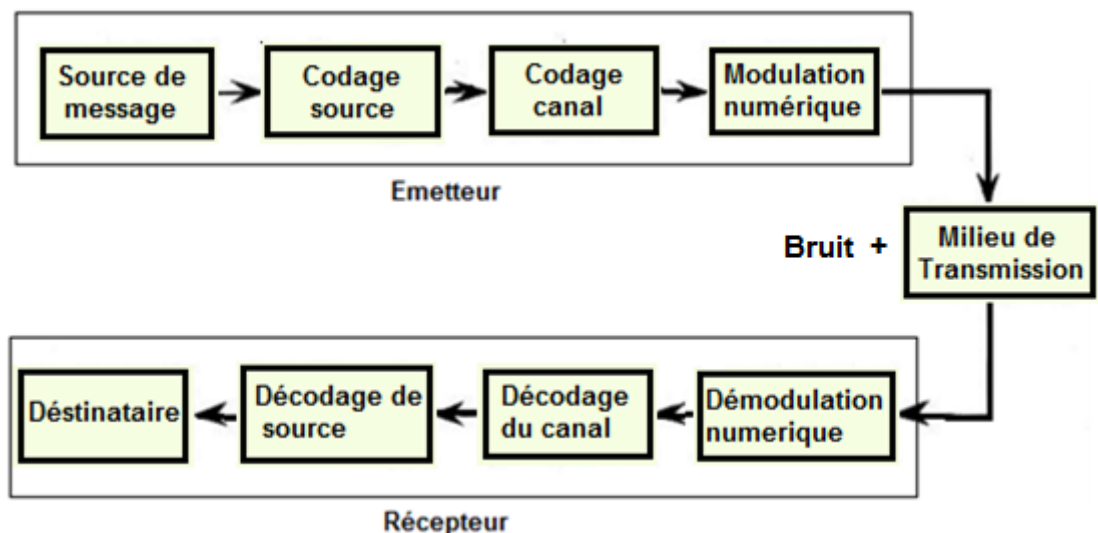 Source de
message
Codage
source
Codage
canal
Modulation
numérique
Emetteur
Bruit +
Milieu de
Transmission
Déstinataire
Décodage de
source
Décodage
du canal
Démodulation
numerique
Récepteur